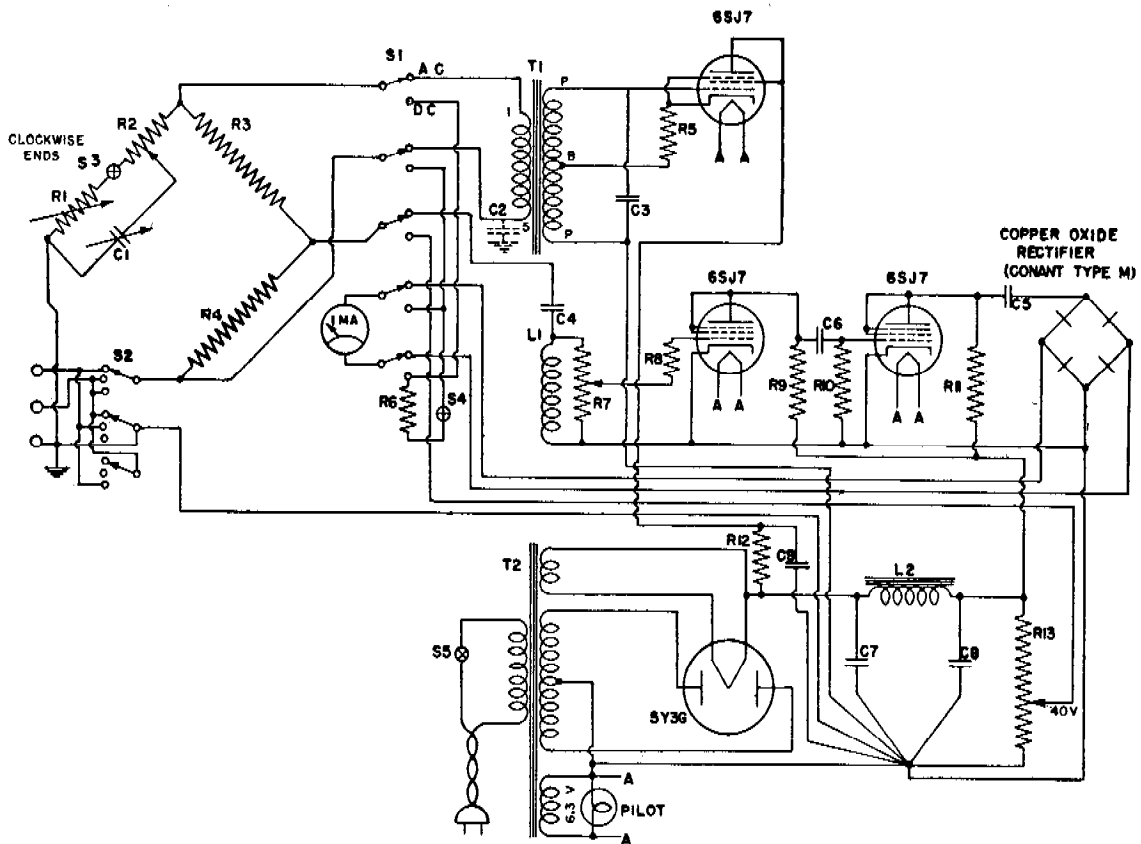 6SJ7
S1
A C
T1
P
R2
R3
1
DC
CLOCKWISE
ENDS
S3
R5
B
A A
R1
C2
5
C3
C1
P
COPPER OXIDE
RECTIFIER
(CONANT TYPE M)
6SJ7
6SJ7
1MA
C4
C5
R4
L1
C6
S2
R8
R9
R10
R11
R6
S4
R7
A A
A A
T2
R12
C9
L2
S5
R13
C7
C8
5Y3G
40V
6.3 V
A
PILOT
A